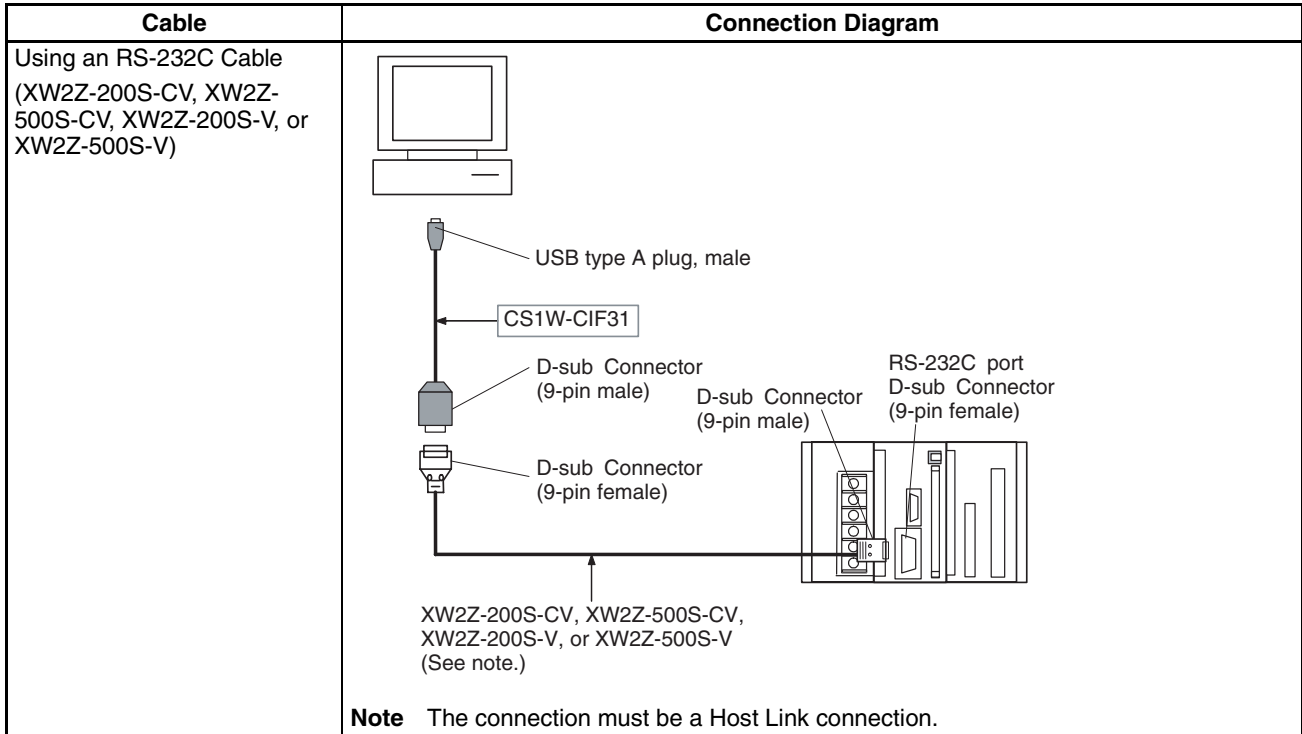 Cable
Connection Diagram
Using an RS-232C Cable
(XW2Z-200S-CV, XW2Z-
500S-CV, XW2Z-200S-V, or
XW2Z-500S-V)
USB type A plug, male
CS1W-CIF31
D-sub Connector
(9-pin male)
D-sub Connector
(9-pin male)
RS-232C port
D-sub Connector
(9-pin female)
D-sub Connector
(9-pin female)
XW2Z-200S-CV, XW2Z-500S-CV,
XW2Z-200S-V, or XW2Z-500S-V
(See note.)
Note The connection must be a Host Link connection.